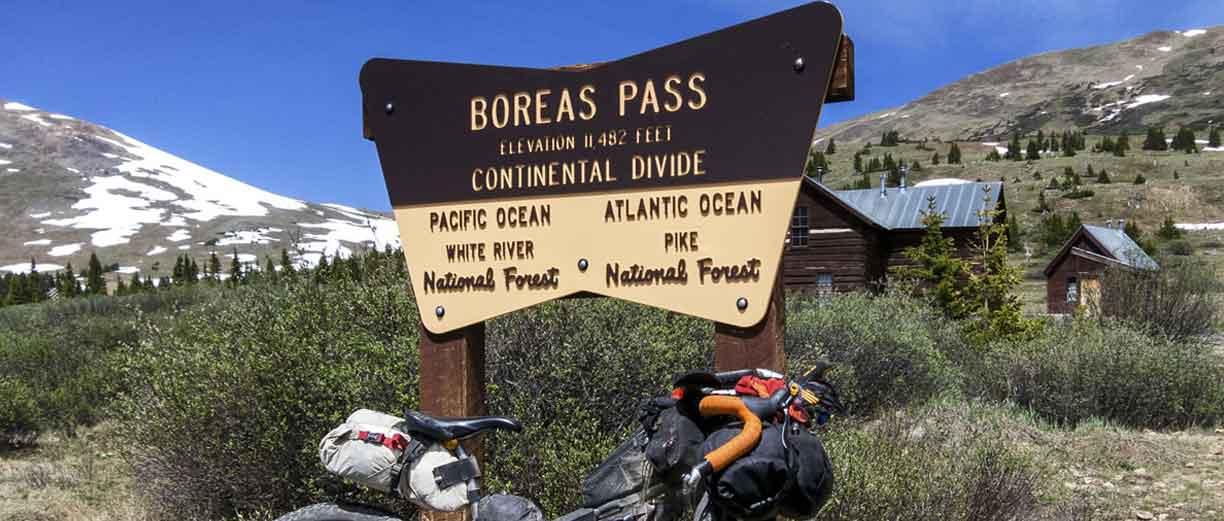 BOREAS PASS
ELEVATION 11,482 FEET
CONTINENTAL DIVIDE
PACIFIC OCEAN
WHITE RIVER
National Forest
ATLANTIC OCEAN
PIKE
National Forest